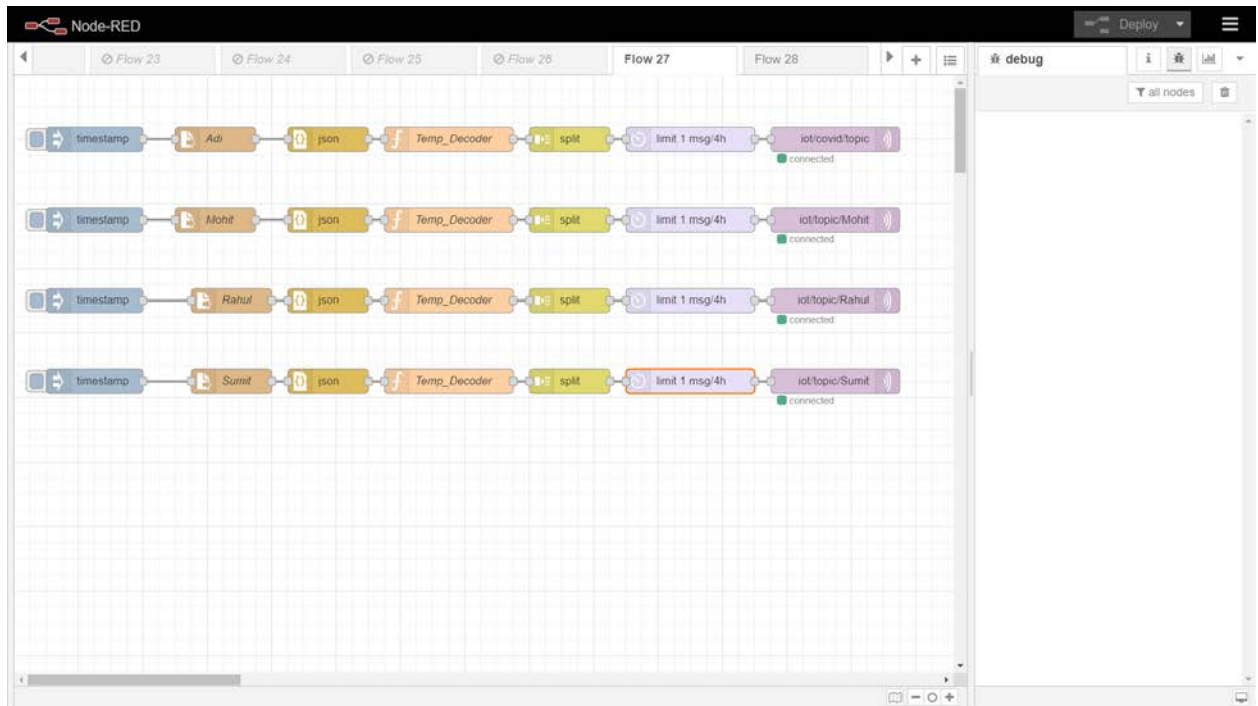 Node-RED
Deploy
Flow 23
Flow 24
Flow 25
Flow 26
Flow 27
Flow 28
debug
i
all nodes
timestamp Adi json Temp_Decoder split limit 1 msg/4h iot/covid/topic
connected
timestamp Mohit json Temp_Decoder split limit 1 msg/4h iot/topic/Mohit
connected
timestamp Rahul json Temp_Decoder split limit 1 msg/4h iot/topic/Rahul
connected
timestamp Sumit json Temp_Decoder split limit 1 msg/4h iot/topic/Sumit
connected